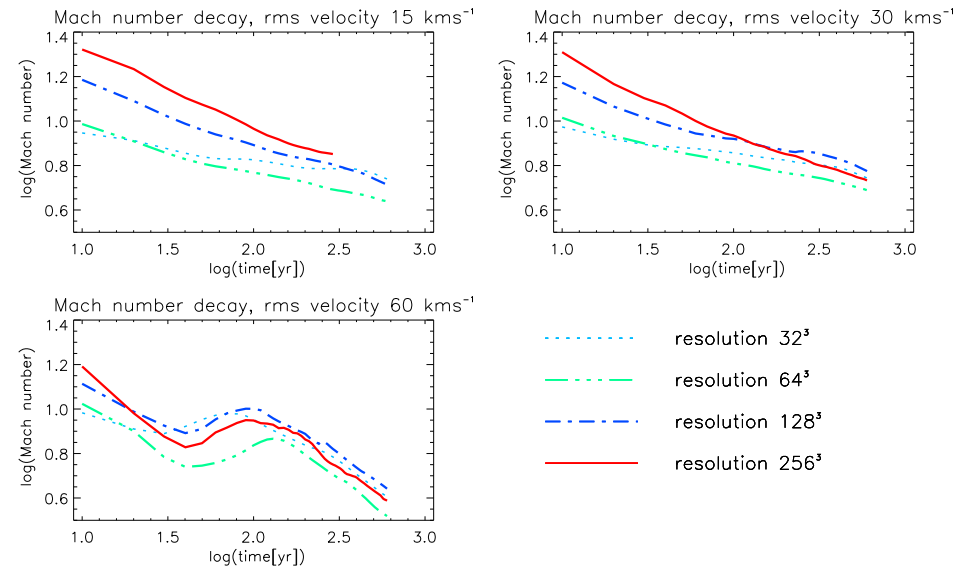 Mach number decay, rms velocity 15 kms⁻¹
1.4
1.2
1.0
0.8
0.6
log(Mach number)
1.0 1.5 2.0 2.5 3.0
log(time[yr])
Mach number decay, rms velocity 30 kms⁻¹
1.4
1.2
1.0
0.8
0.6
log(Mach number)
1.0 1.5 2.0 2.5 3.0
log(time[yr])
Mach number decay, rms velocity 60 kms⁻¹
1.4
1.2
1.0
0.8
0.6
log(Mach number)
1.0 1.5 2.0 2.5 3.0
log(time[yr])
resolution 32³
resolution 64³
resolution 128³
resolution 256³